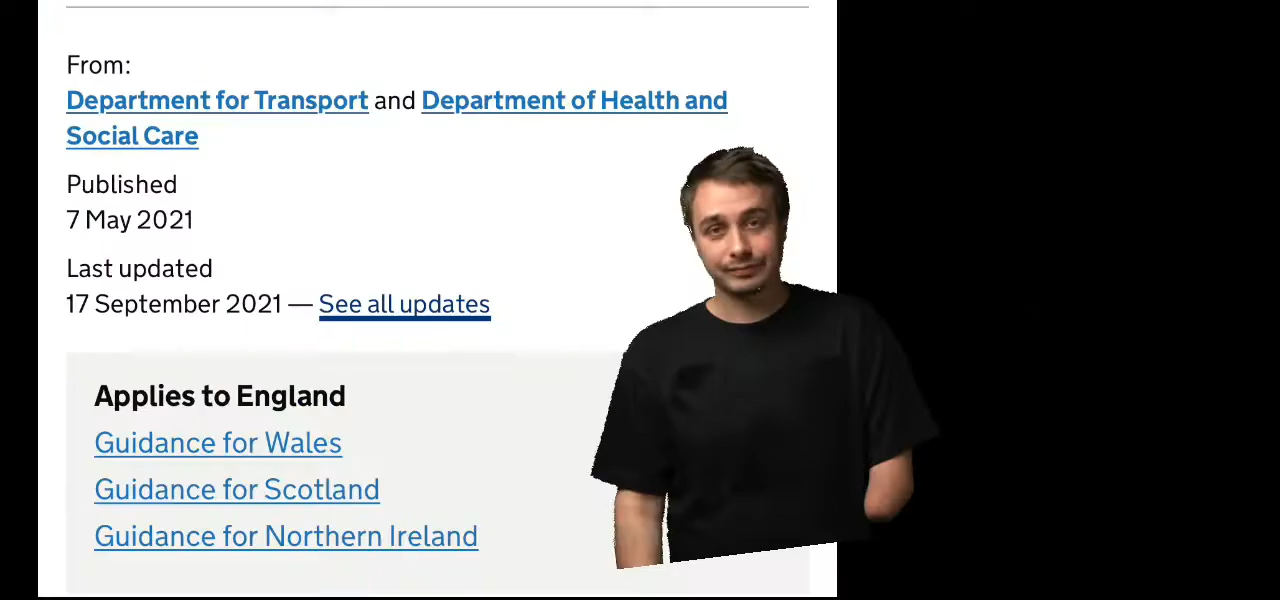 From:
Department for Transport and Department of Health and
Social Care
Published
7 May 2021
Last updated
17 September 2021 — See all updates
Applies to England
Guidance for Wales
Guidance for Scotland
Guidance for Northern Ireland